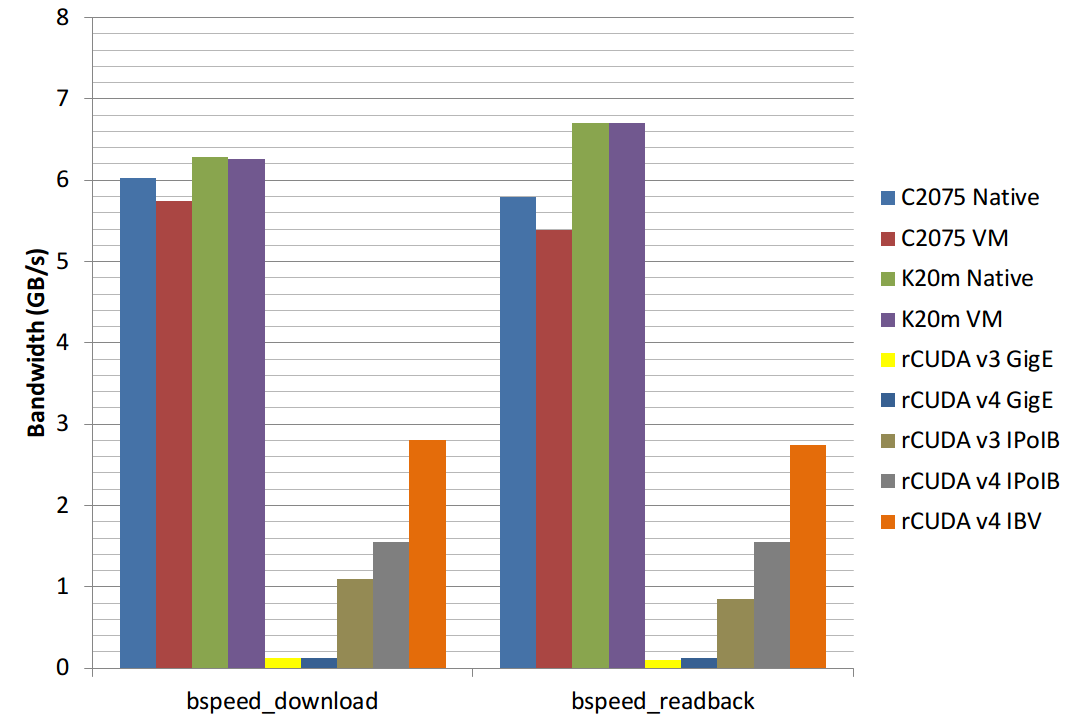 8
7
6
5
4
3
2
1
0
Bandwidth (GB/s)
bspeed_download
bspeed_readback
C2075 Native
C2075 VM
K20m Native
K20m VM
rCUDA v3 GigE
rCUDA v4 GigE
rCUDA v3 IPoIB
rCUDA v4 IPoIB
rCUDA v4 IBV